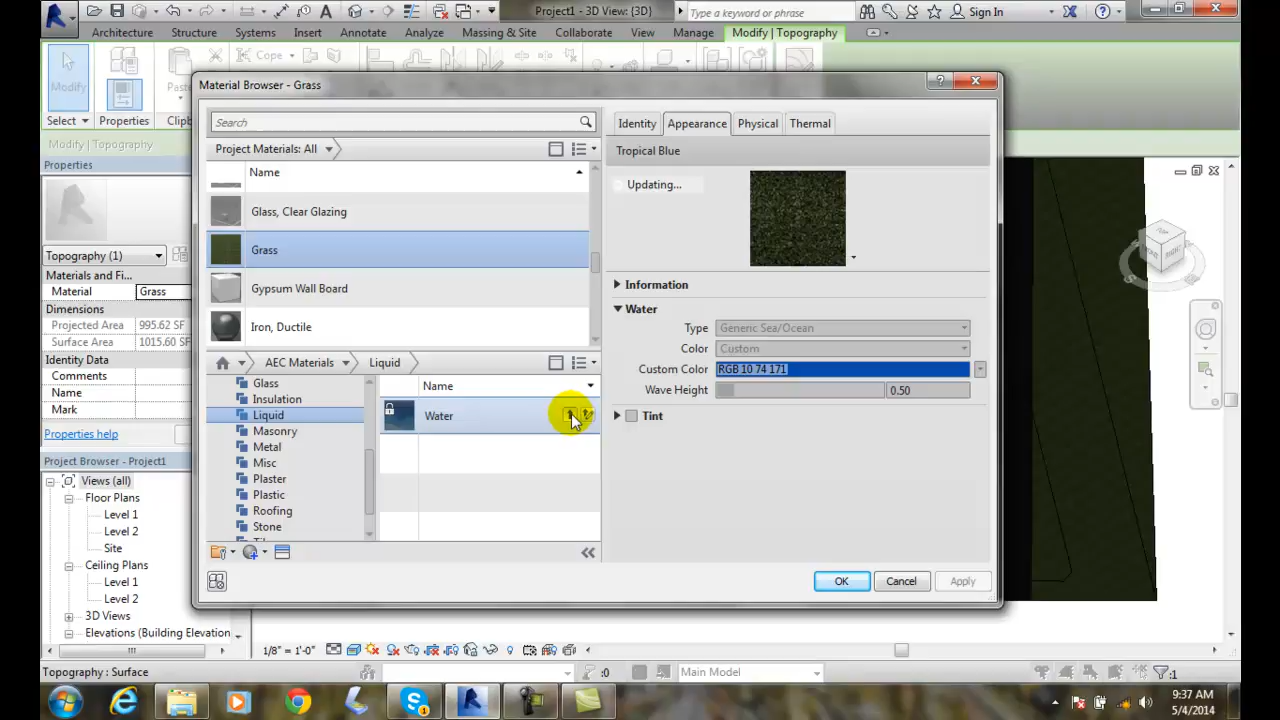 Project1 - 3D View: {3D}
Type a keyword or phrase
Sign In
Architecture
Structure
Systems
Insert
Annotate
Analyze
Massing & Site
Collaborate
View
Manage
Modify | Topography
Modify
Cope
Paste
Select
Properties
Clipb
Modify | Topography
Properties
Topography (1)
Materials and Fi...
Material
Grass
Dimensions
Projected Area
995.62 SF
Surface Area
1015.60 SF
Identity Data
Comments
Name
Mark
Properties help
Project Browser - Project1
Views (all)
Floor Plans
Level 1
Level 2
Site
Ceiling Plans
Level 1
Level 2
3D Views
Elevations (Building Elevation
Material Browser - Grass
Search
Project Materials: All
Name
Glass, Clear Glazing
Grass
Gypsum Wall Board
Iron, Ductile
AEC Materials
Liquid
Glass
Insulation
Liquid
Masonry
Metal
Misc
Plaster
Plastic
Roofing
Stone
Name
Water
Identity
Appearance
Physical
Thermal
Tropical Blue
Updating...
Information
Water
Type
Generic Sea/Ocean
Color
Custom
Custom Color
RGB 10 74 171
Wave Height
0.50
Tint
OK
Cancel
Apply
TOP
FRONT
RIGHT
1/8" = 1'-0"
Topography : Surface
:0
Main Model
:1
9:37 AM
5/4/2014